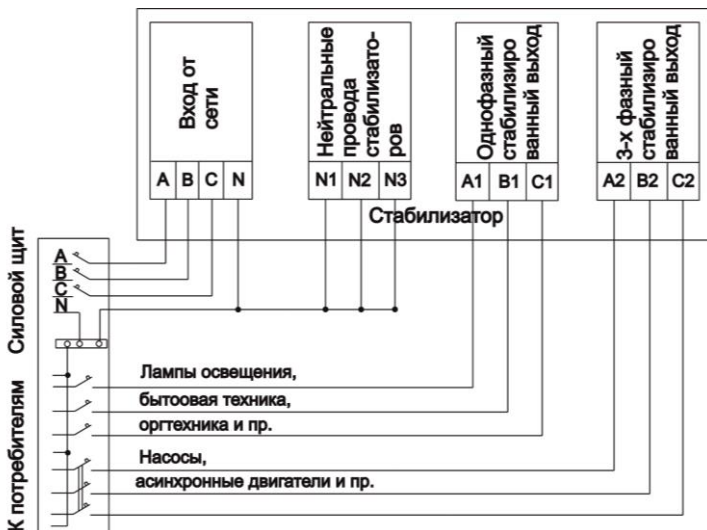 Вход от
сети
A B C N
Нейтральные
провода
стабилизато-
ров
N1 N2 N3
Однофазный
стабилизиро
ванный выход
A1 B1 C1
3-х фазный
стабилизиро
ванный выход
A2 B2 C2
Стабилизатор
Силовой щит
A
B
C
N
К потребителям
Лампы освещения,
бытоовая техника,
оргтехника и пр.
Насосы,
асинхронные двигатели и пр.